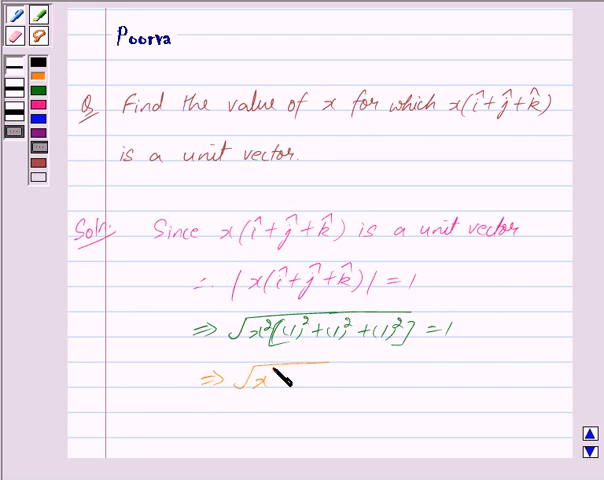 Poorva
Q Find the value of x for which x(î+ĵ+k̂)
is a unit vector.
Soln: Since x(î+ĵ+k̂) is a unit vector
∴ |x(î+ĵ+k̂)| = 1
⇒ √x²[(1)²+(1)²+(1)²] = 1
⇒ √x